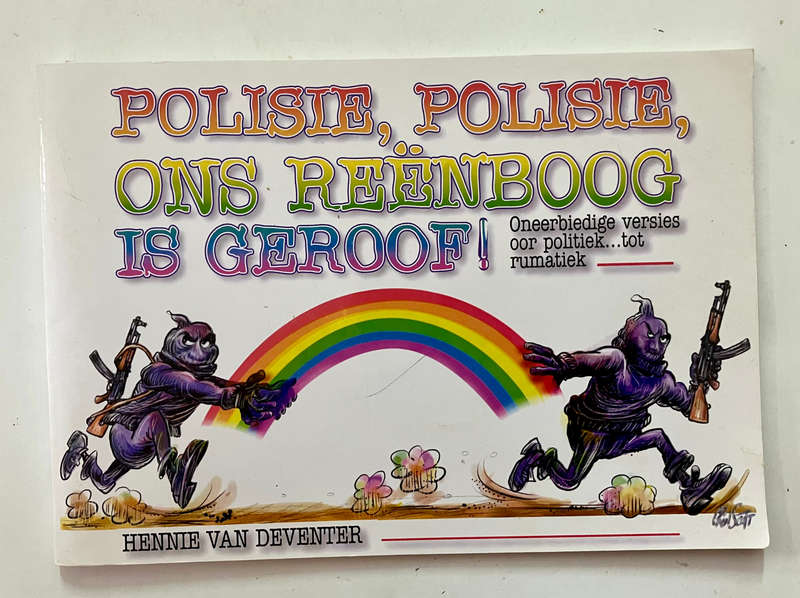 POLISIE, POLISIE,
ONS REËNBOOG
IS GEROOF!
Oneerbiedige versies
oor politiek...tot
rumatiek
HENNIE VAN DEVENTER